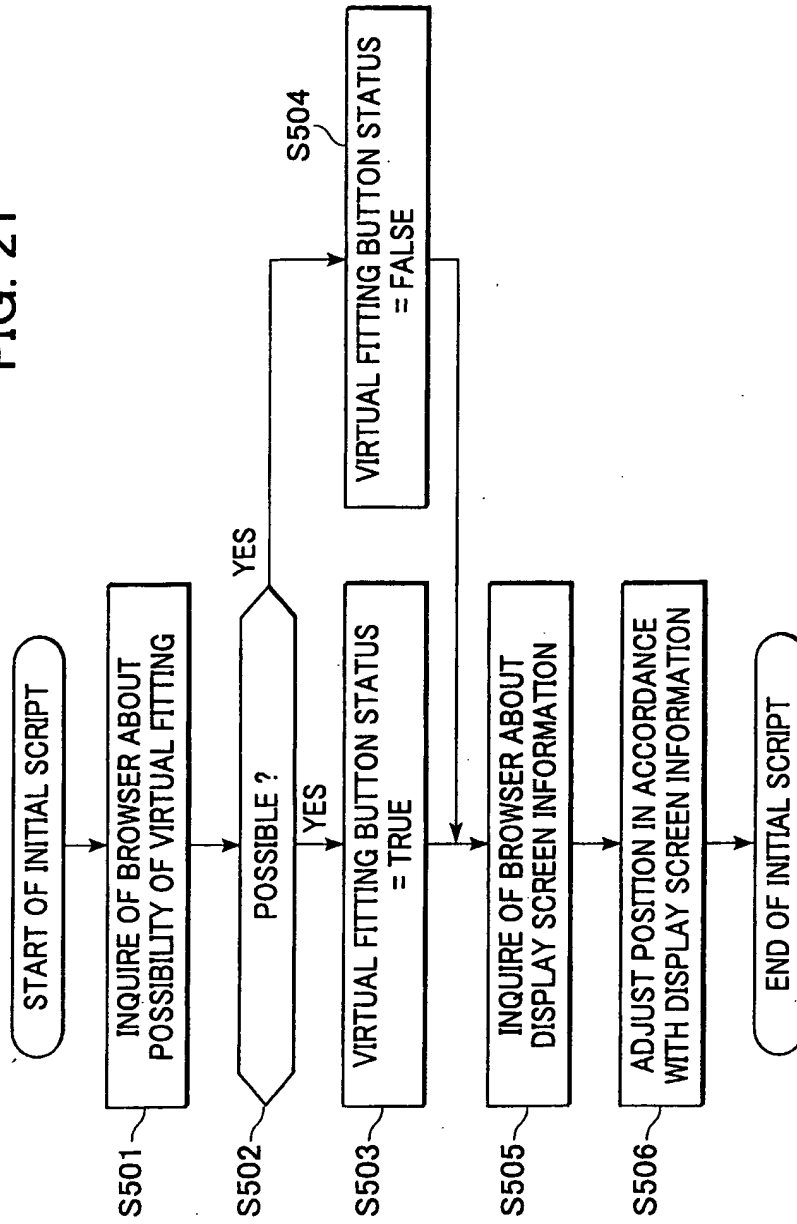 FIG. 21
START OF INITIAL SCRIPT
S501
INQUIRE OF BROWSER ABOUT
POSSIBILITY OF VIRTUAL FITTING
S502
POSSIBLE ?
YES
YES
S503
VIRTUAL FITTING BUTTON STATUS
= TRUE
S504
VIRTUAL FITTING BUTTON STATUS
= FALSE
S505
INQUIRE OF BROWSER ABOUT
DISPLAY SCREEN INFORMATION
S506
ADJUST POSITION IN ACCORDANCE
WITH DISPLAY SCREEN INFORMATION
END OF INITIAL SCRIPT